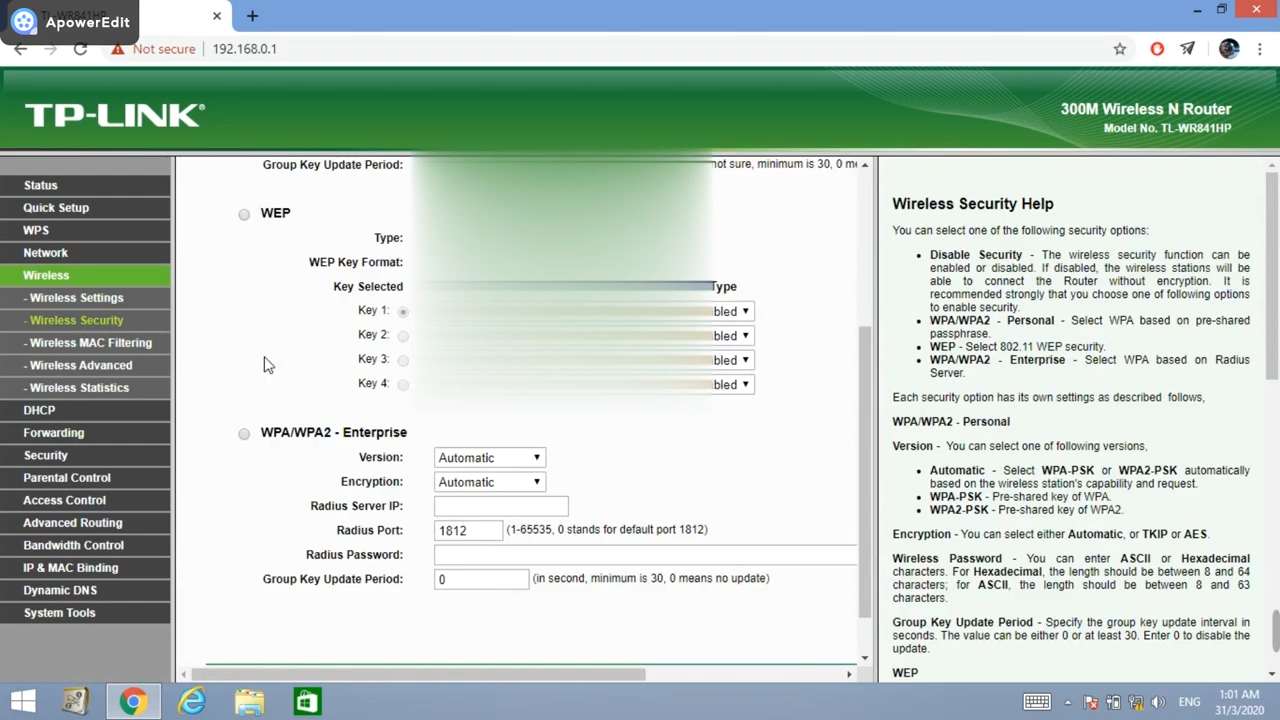 ApowerEdit
Not secure
192.168.0.1
TP-LINK®
300M Wireless N Router
Model No. TL-WR841HP
Status
Quick Setup
WPS
Network
Wireless
- Wireless Settings
- Wireless Security
- Wireless MAC Filtering
- Wireless Advanced
- Wireless Statistics
DHCP
Forwarding
Security
Parental Control
Access Control
Advanced Routing
Bandwidth Control
IP & MAC Binding
Dynamic DNS
System Tools
Group Key Update Period:
not sure, minimum is 30, 0 me
WEP
Type:
WEP Key Format:
Key Selected
Type
Key 1:
bled
Key 2:
bled
Key 3:
bled
Key 4:
bled
WPA/WPA2 - Enterprise
Version: Automatic
Encryption: Automatic
Radius Server IP:
Radius Port: 1812 (1-65535, 0 stands for default port 1812)
Radius Password:
Group Key Update Period: 0 (in second, minimum is 30, 0 means no update)
Wireless Security Help
You can select one of the following security options:
• Disable Security - The wireless security function can be
enabled or disabled. If disabled, the wireless stations will be
able to connect the Router without encryption. It is
recommended strongly that you choose one of following options
to enable security.
• WPA/WPA2 - Personal - Select WPA based on pre-shared
passphrase.
• WEP - Select 802.11 WEP security.
• WPA/WPA2 - Enterprise - Select WPA based on Radius
Server.
Each security option has its own settings as described follows,
WPA/WPA2 - Personal
Version - You can select one of following versions,
• Automatic - Select WPA-PSK or WPA2-PSK automatically
based on the wireless station's capability and request.
• WPA-PSK - Pre-shared key of WPA.
• WPA2-PSK - Pre-shared key of WPA2.
Encryption - You can select either Automatic, or TKIP or AES.
Wireless Password - You can enter ASCII or Hexadecimal
characters. For Hexadecimal, the length should be between 8 and 64
characters; for ASCII, the length should be between 8 and 63
characters.
Group Key Update Period - Specify the group key update interval in
seconds. The value can be either 0 or at least 30. Enter 0 to disable the
update.
WEP
ENG
1:01 AM
31/3/2020